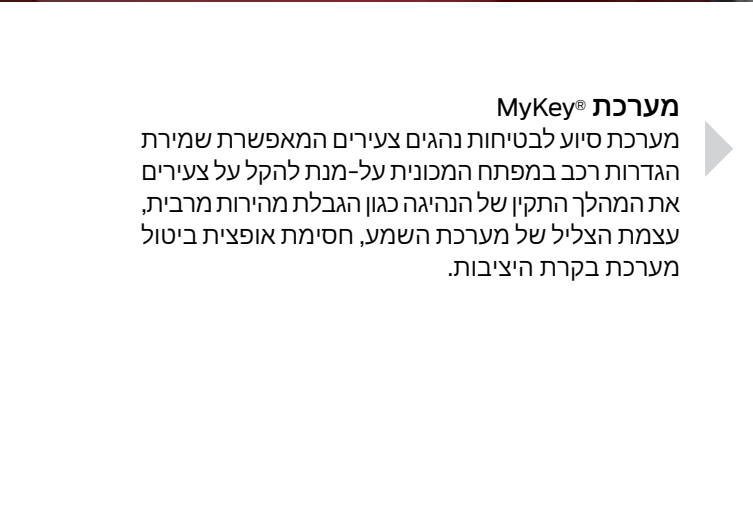 מערכת MyKey®
מערכת סיוע לבטיחות נהגים צעירים המאפשרת שמירת
הגדרות רכב במפתח המכונית על-מנת להקל על צעירים
את המהלך התקין של הנהיגה כגון הגבלת מהירות מרבית,
עצמת הצליל של מערכת השמע, חסימת אופצית ביטול
מערכת בקרת היציבות.